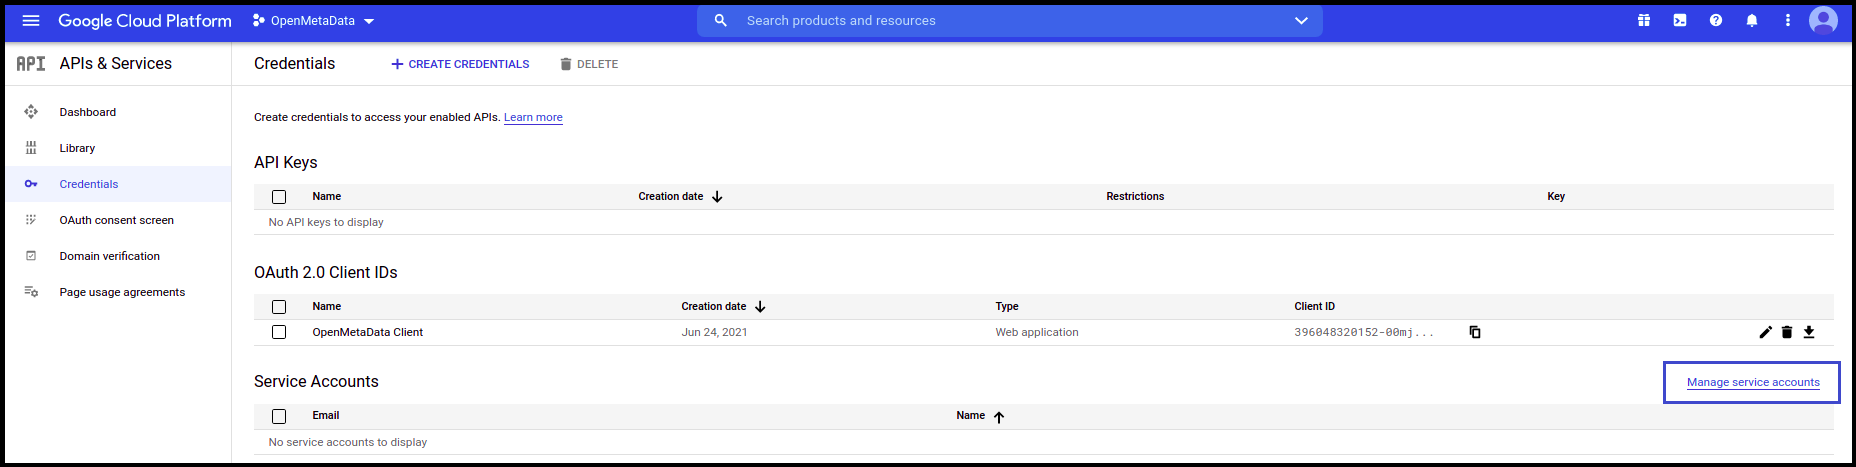 Google Cloud Platform OpenMetaData Search products and resources
API APIs & Services Credentials CREATE CREDENTIALS DELETE
Dashboard
Library
Credentials
OAuth consent screen
Domain verification
Page usage agreements
Create credentials to access your enabled APIs. Learn more
API Keys
Name Creation date Restrictions Key
No API keys to display
OAuth 2.0 Client IDs
Name Creation date Type Client ID
OpenMetaData Client Jun 24, 2021 Web application 396048320152-00mj...
Service Accounts Manage service accounts
Email Name
No service accounts to display